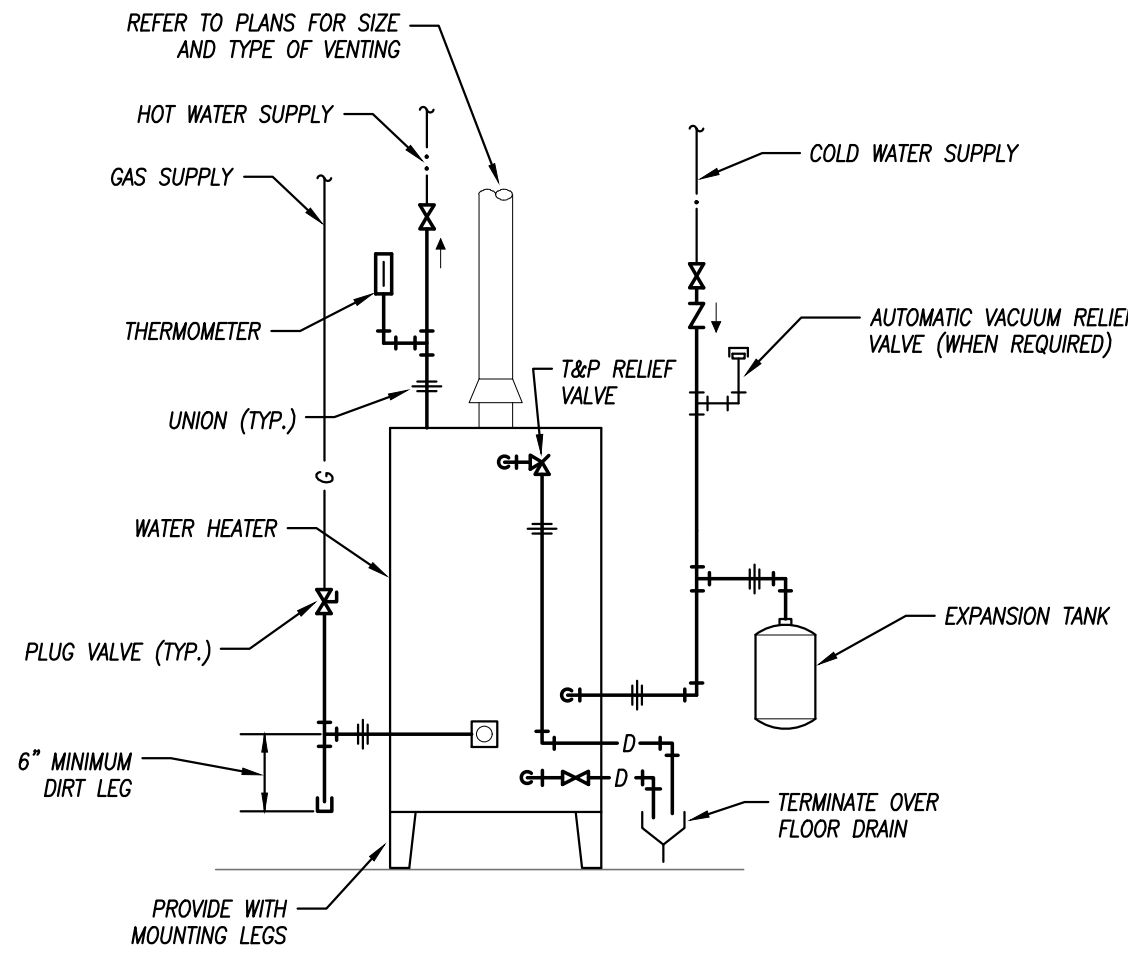 REFER TO PLANS FOR SIZE
AND TYPE OF VENTING
HOT WATER SUPPLY
COLD WATER SUPPLY
GAS SUPPLY
THERMOMETER
AUTOMATIC VACUUM RELIEF
VALVE (WHEN REQUIRED)
T&P RELIEF
VALVE
UNION (TYP.)
G
WATER HEATER
EXPANSION TANK
PLUG VALVE (TYP.)
D
6" MINIMUM
DIRT LEG
D
TERMINATE OVER
FLOOR DRAIN
PROVIDE WITH
MOUNTING LEGS